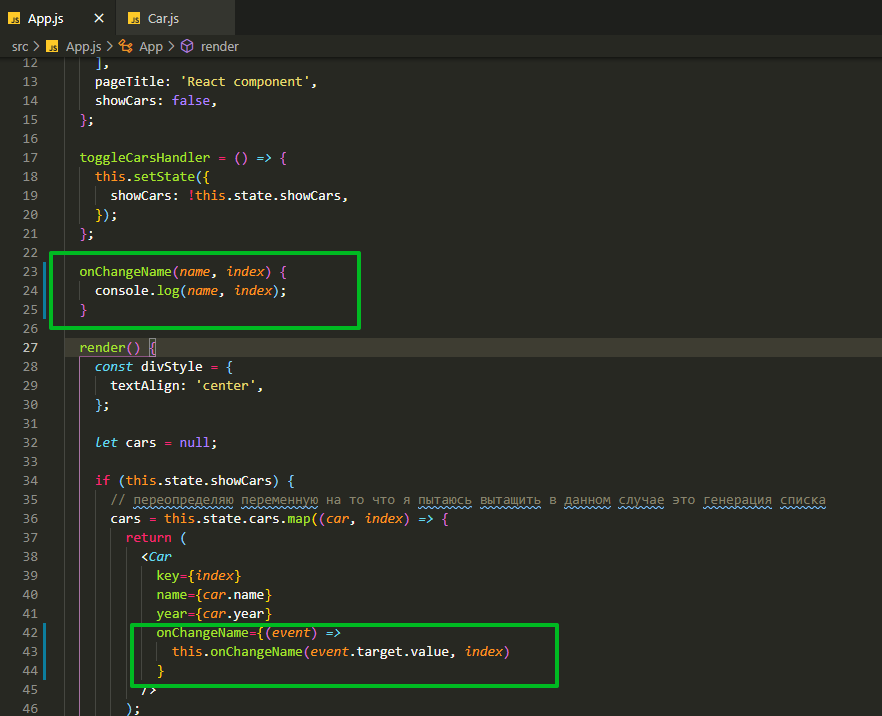 JS App.js × JS Car.js
src > JS App.js > App > render
12 ],
13 pageTitle: 'React component',
14 showCars: false,
15 };
16
17 toggleCarsHandler = () => {
18 this.setState({
19 showCars: !this.state.showCars,
20 });
21 };
22
23 onChangeName(name, index) {
24 console.log(name, index);
25 }
26
27 render() {
28 const divStyle = {
29 textAlign: 'center',
30 };
31
32 let cars = null;
33
34 if (this.state.showCars) {
35 // переопределяю переменную на то что я пытаюсь вытащить в данном случае это генерация списка
36 cars = this.state.cars.map((car, index) => {
37 return (
38 <Car
39 key={index}
40 name={car.name}
41 year={car.year}
42 onChangeName={(event) =>
43 this.onChangeName(event.target.value, index)
44 }
45 />
46 );